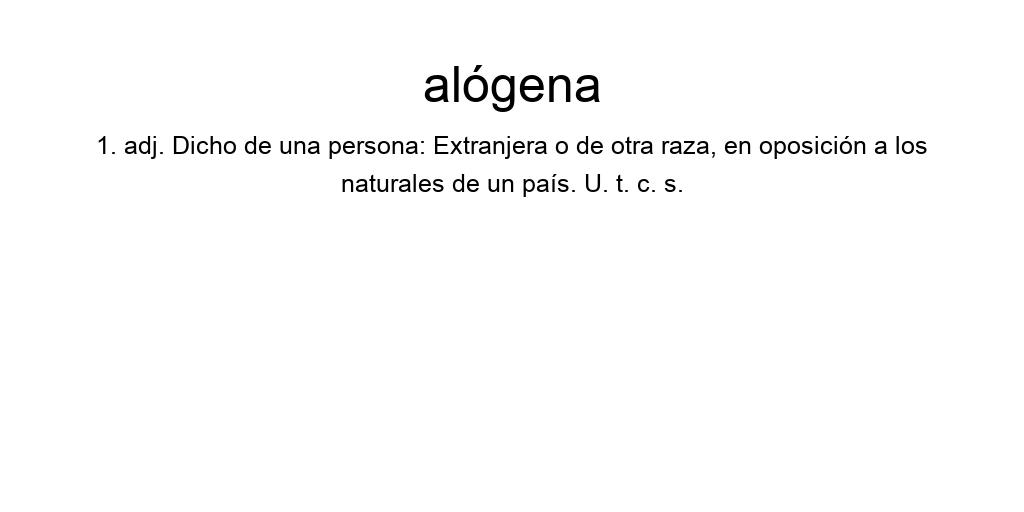 alógena
1. adj. Dicho de una persona: Extranjera o de otra raza, en oposición a los
naturales de un país. U. t. c. s.